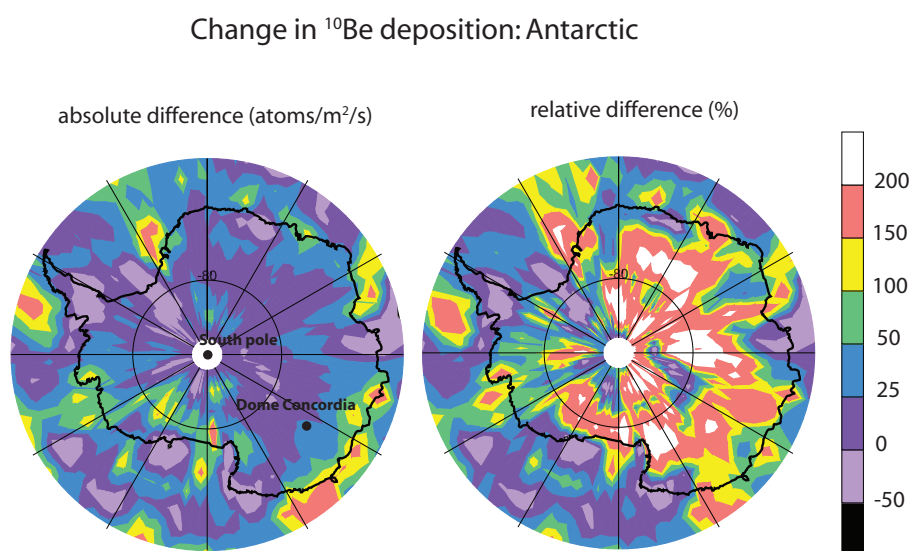 Change in ¹⁰Be deposition: Antarctic
absolute difference (atoms/m²/s)
relative difference (%)
-80
South pole
Dome Concordia
-80
200
150
100
50
25
0
-50